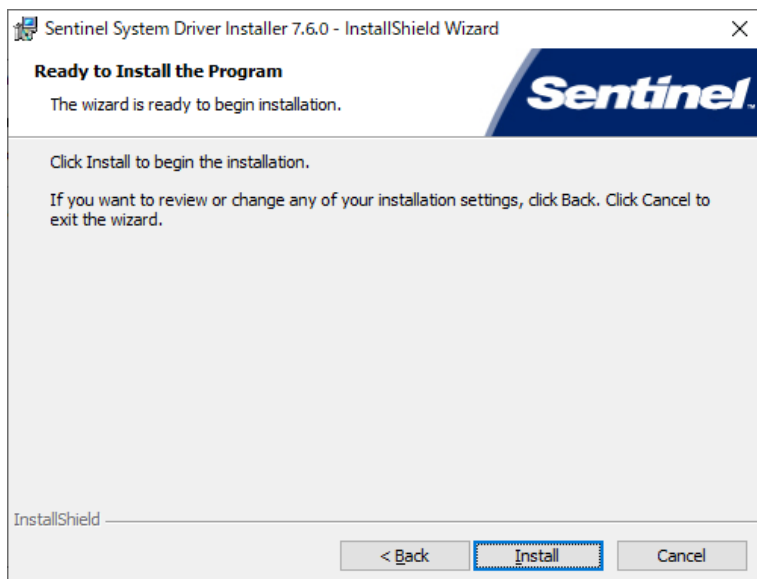 Sentinel System Driver Installer 7.6.0 - InstallShield Wizard
Ready to Install the Program
The wizard is ready to begin installation.
Sentinel™
Click Install to begin the installation.
If you want to review or change any of your installation settings, click Back. Click Cancel to
exit the wizard.
InstallShield
< Back
Install
Cancel